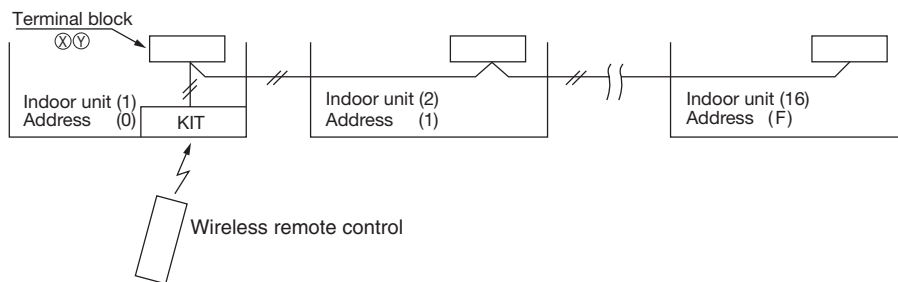 Terminal block
ⓍⓎ
Indoor unit (1)
Address (0)
KIT
Indoor unit (2)
Address (1)
Indoor unit (16)
Address (F)
Wireless remote control